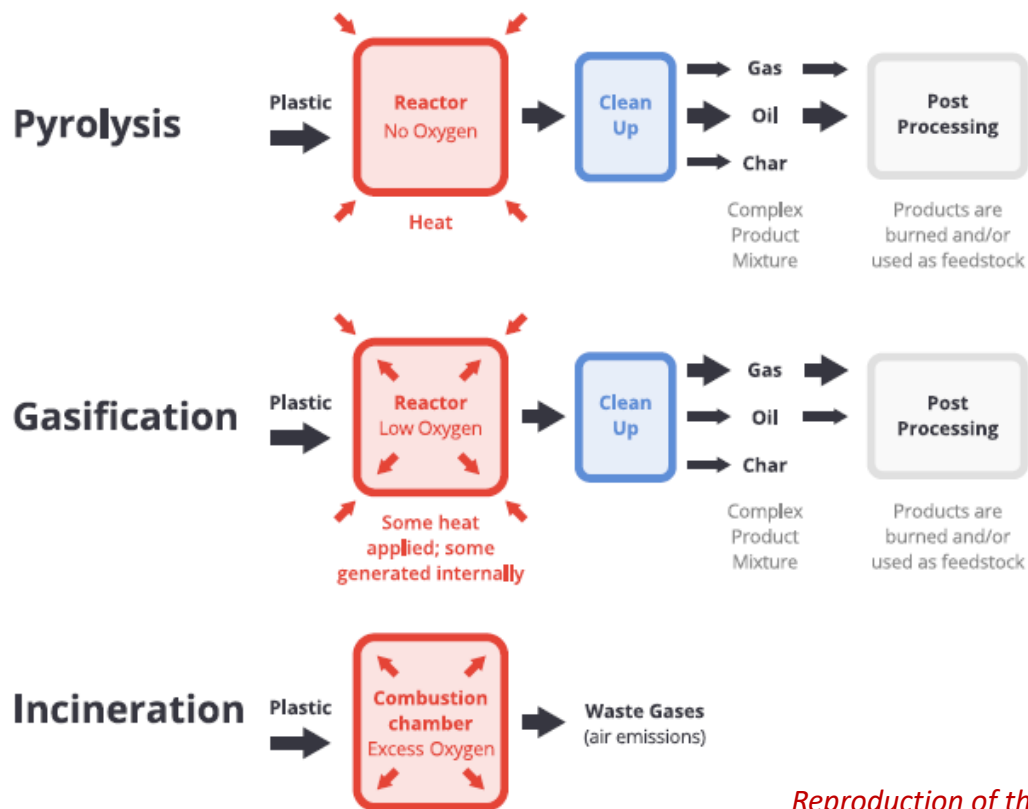 Pyrolysis
Plastic
Reactor
No Oxygen
Heat
Clean
Up
Gas
Oil
Char
Complex
Product
Mixture
Post
Processing
Products are
burned and/or
used as feedstock
Gasification
Plastic
Reactor
Low Oxygen
Some heat
applied; some
generated internally
Clean
Up
Gas
Oil
Char
Complex
Product
Mixture
Post
Processing
Products are
burned and/or
used as feedstock
Incineration
Plastic
Combustion
chamber
Excess Oxygen
Waste Gases
(air emissions)
Reproduction of th